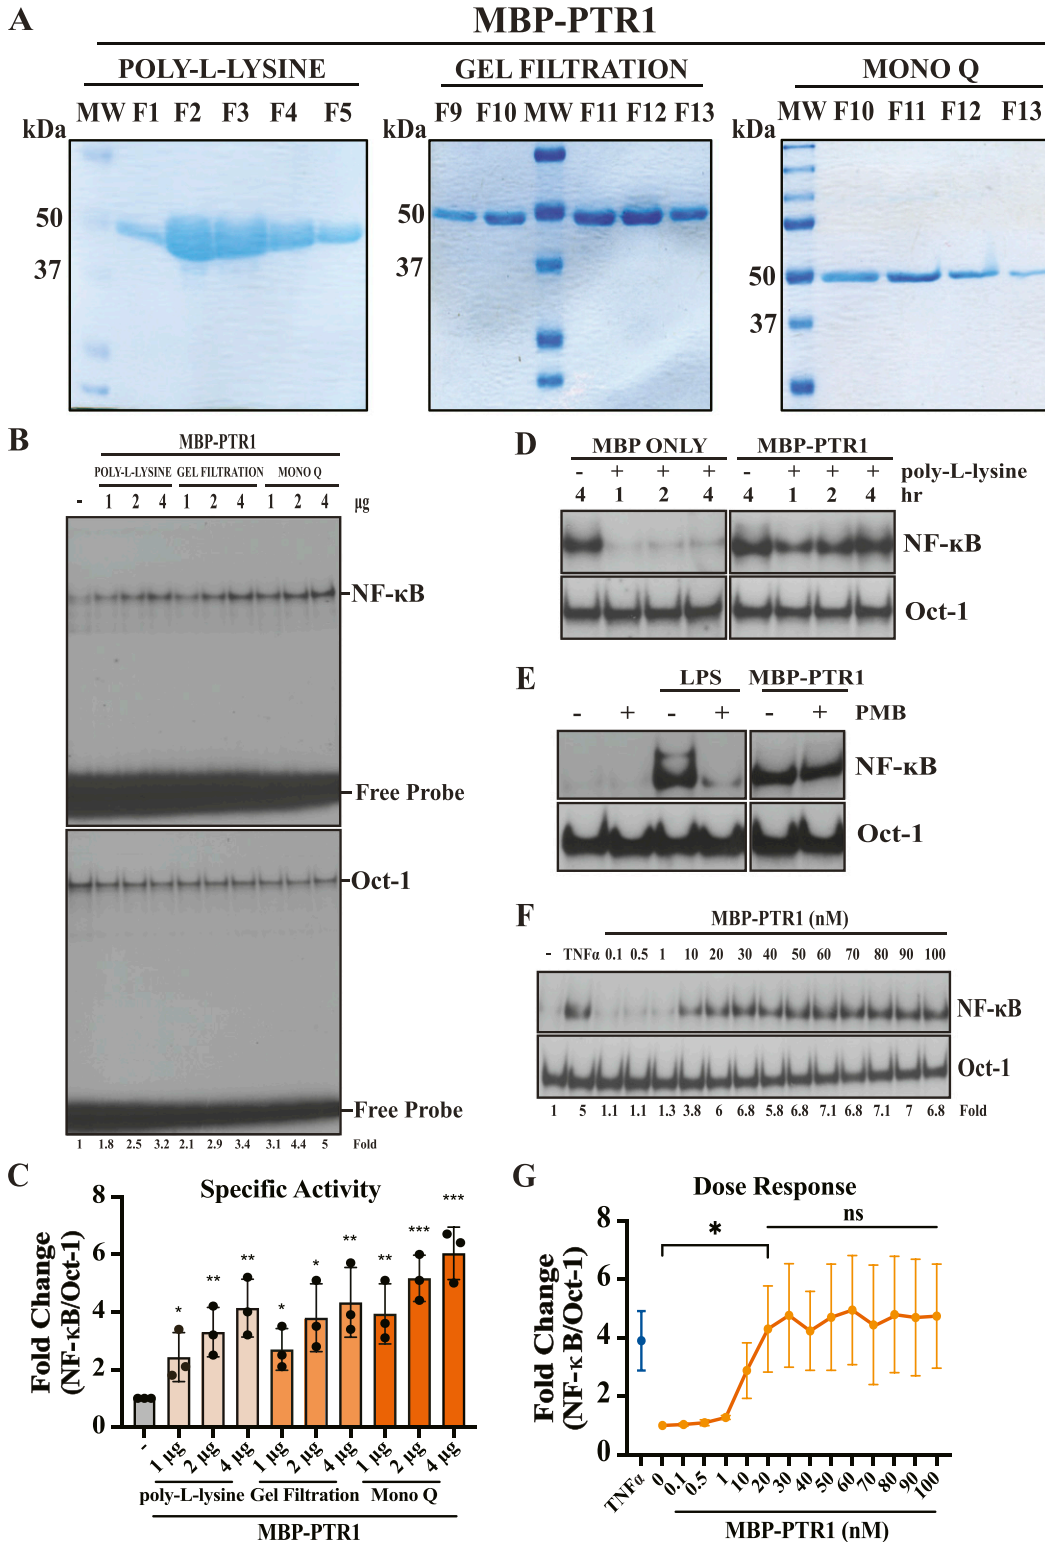 A
MBP-PTR1
POLY-L-LYSINE
GEL FILTRATION
MONO Q
kDa MW F1 F2 F3 F4 F5
kDa F9 F10 MW F11 F12 F13
kDa MW F10 F11 F12 F13
50
37
50
37
50
37
B
MBP-PTR1
POLY-L-LYSINE GEL FILTRATION MONO Q
- 1 2 4 1 2 4 1 2 4 µg
NF-κB
Free Probe
Oct-1
Free Probe
1 1.8 2.5 3.2 2.1 2.9 3.4 3.1 4.4 5 Fold
C
Specific Activity
Fold Change
(NF-κB/Oct-1)
8
6
4
2
0
* ** ** * * ** ** *** ***
- 1 µg 2 µg 4 µg 1 µg 2 µg 4 µg 1 µg 2 µg 4 µg
poly-L-lysine Gel Filtration Mono Q
MBP-PTR1
D
MBP ONLY MBP-PTR1
- + + + - + + + poly-L-lysine
4 1 2 4 4 1 2 4 hr
NF-κB
Oct-1
E
LPS MBP-PTR1
- + - + - + PMB
NF-κB
Oct-1
F
MBP-PTR1 (nM)
- TNFα 0.1 0.5 1 10 20 30 40 50 60 70 80 90 100
NF-κB
Oct-1
1 5 1.1 1.1 1.3 3.8 6 6.8 5.8 6.8 7.1 6.8 7.1 7 6.8 Fold
G
Dose Response
Fold Change
(NF-κB/Oct-1)
8
6
4
2
0
* ns
TNFα 0 0.1 0.5 1 10 20 30 40 50 60 70 80 90 100
MBP-PTR1 (nM)